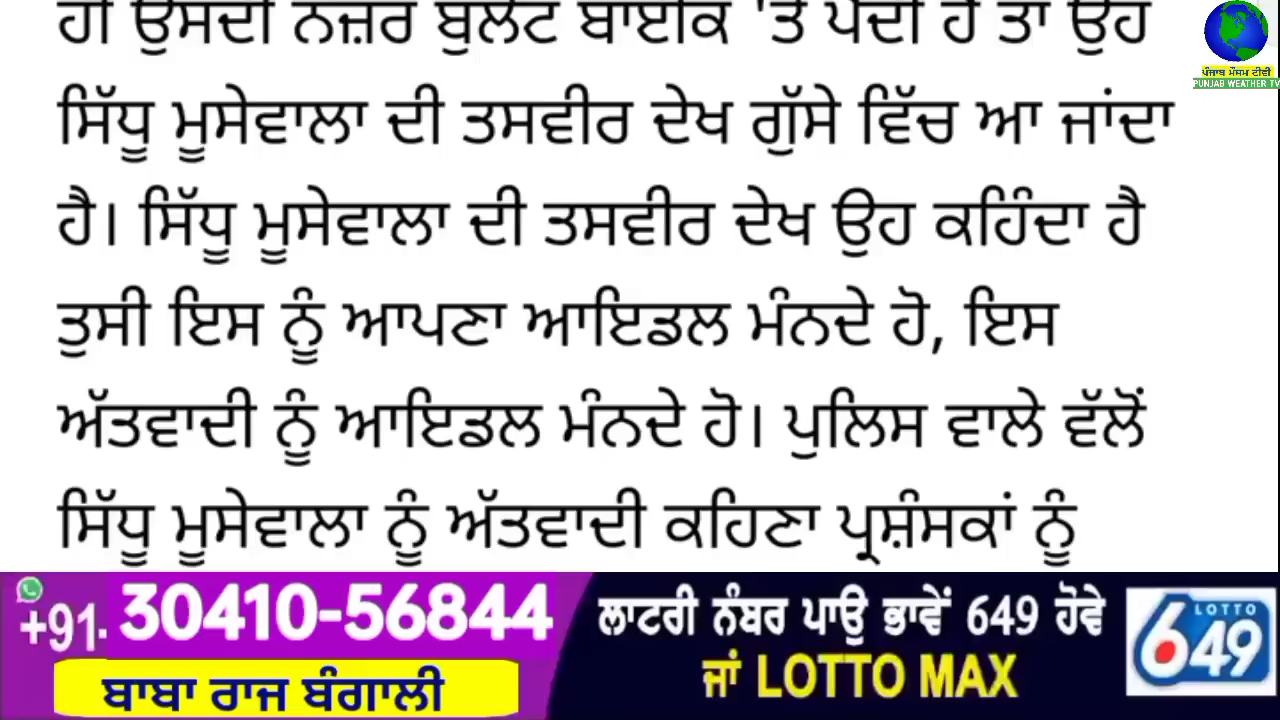 ਹੀ ਉਸਦੀ ਨਜ਼ਰ ਬੁਲੇਟ ਬਾਈਕ 'ਤੇ ਪੈਂਦੀ ਹੈ ਤਾਂ ਉਹ
ਸਿੱਧੂ ਮੂਸੇਵਾਲਾ ਦੀ ਤਸਵੀਰ ਦੇਖ ਗੁੱਸੇ ਵਿੱਚ ਆ ਜਾਂਦਾ
ਹੈ। ਸਿੱਧੂ ਮੂਸੇਵਾਲਾ ਦੀ ਤਸਵੀਰ ਦੇਖ ਉਹ ਕਹਿੰਦਾ ਹੈ
ਤੁਸੀ ਇਸ ਨੂੰ ਆਪਣਾ ਆਇਡਲ ਮੰਨਦੇ ਹੋ, ਇਸ
ਅੱਤਵਾਦੀ ਨੂੰ ਆਇਡਲ ਮੰਨਦੇ ਹੋ। ਪੁਲਿਸ ਵਾਲੇ ਵੱਲੋਂ
ਸਿੱਧੂ ਮੂਸੇਵਾਲਾ ਨੂੰ ਅੱਤਵਾਦੀ ਕਹਿਣਾ ਪ੍ਰਸ਼ੰਸਕਾਂ ਨੂੰ
ਪੰਜਾਬ ਮੌਸਮ ਟੀਵੀ
PUNJAB WEATHER TV
+91- 30410-56844
ਬਾਬਾ ਰਾਜ ਬੰਗਾਲੀ
ਲਾਟਰੀ ਨੰਬਰ ਪਾਉ ਭਾਵੇਂ 649 ਹੋਵੇ
ਜਾਂ LOTTO MAX
LOTTO
649